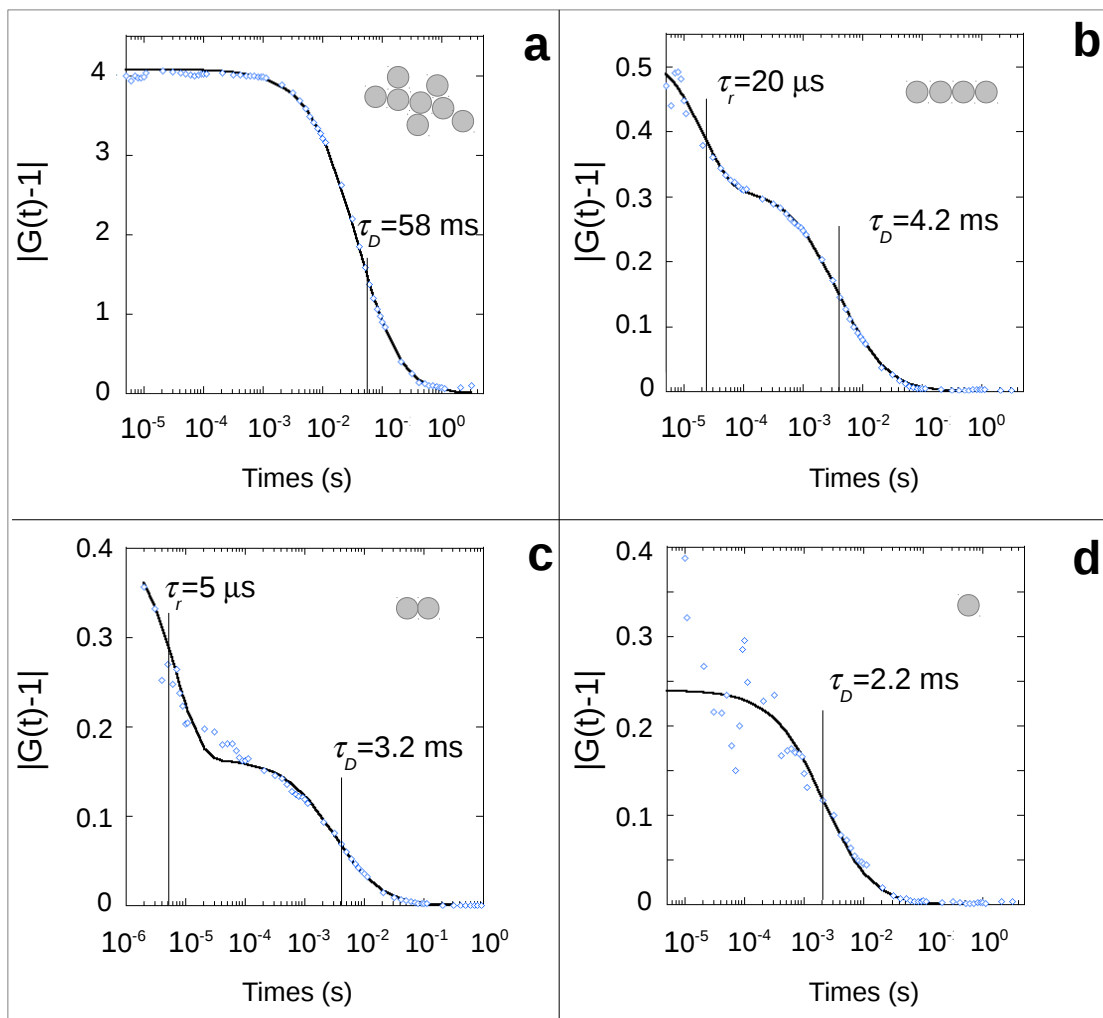 a
4
3
2
1
0
|G(t)-1|
τD=58 ms
10-5 10-4 10-3 10-2 10-1 100
Times (s)
b
0.5
0.4
0.3
0.2
0.1
0
|G(t)-1|
τr=20 μs
τD=4.2 ms
10-5 10-4 10-3 10-2 10-1 100
Times (s)
c
0.4
0.3
0.2
0.1
0
|G(t)-1|
τr=5 μs
τD=3.2 ms
10-6 10-5 10-4 10-3 10-2 10-1 100
Times (s)
d
0.4
0.3
0.2
0.1
0
|G(t)-1|
τD=2.2 ms
10-5 10-4 10-3 10-2 10-1 100
Times (s)